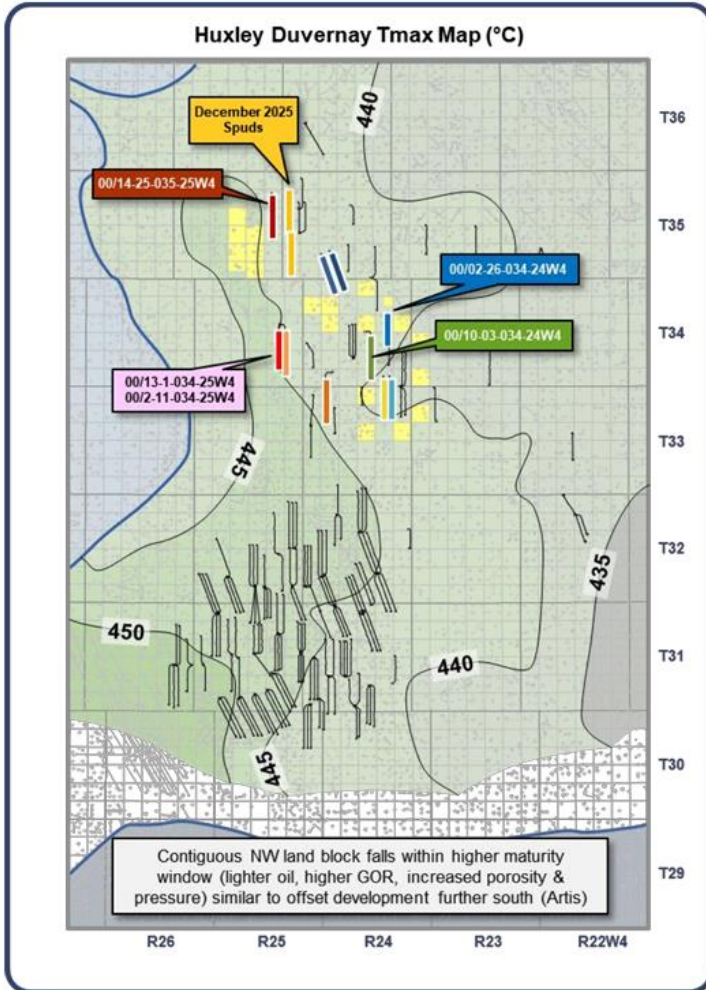 Huxley Duvernay Tmax Map (°C)
440
T36
December 2025
Spuds
00/14-25-035-25W4
T35
00/02-26-034-24W4
T34
00/10-03-034-24W4
00/13-1-034-25W4
00/2-11-034-25W4
T33
445
T32
435
450
T31
440
445
T30
Contiguous NW land block falls within higher maturity
window (lighter oil, higher GOR, increased porosity &
pressure) similar to offset development further south (Artis)
T29
R26 R25 R24 R23 R22W4